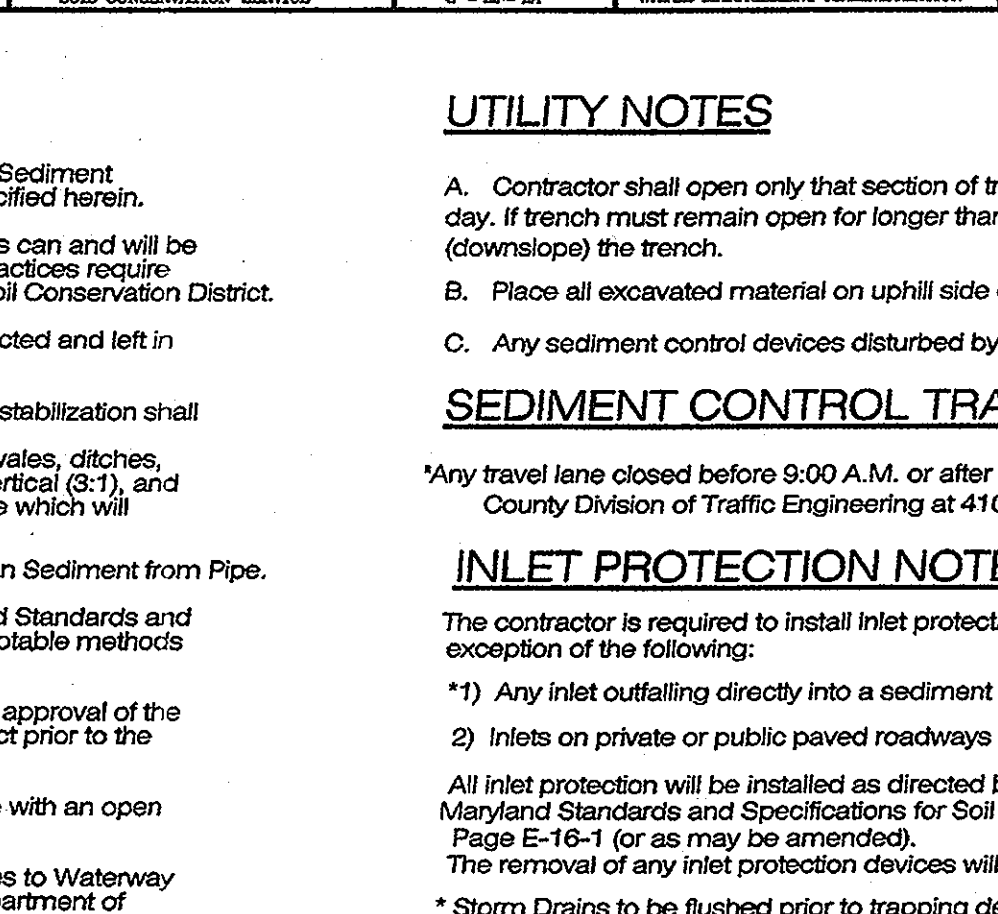 Sediment
cified herein.
s can and will be
actices require
oil Conservation District.
cted and left in
stabilization shall
vales, ditches,
ertical (3:1), and
e which will
n Sediment from Pipe.
d Standards and
ptable methods
approval of the
ct prior to the
e with an open
es to Waterway
artment of
UTILITY NOTES
A. Contractor shall open only that section of tr
day. If trench must remain open for longer than
(downslope) the trench.
B. Place all excavated material on uphill side
C. Any sediment control devices disturbed by
SEDIMENT CONTROL TRA
*Any travel lane closed before 9:00 A.M. or after
County Division of Traffic Engineering at 410
INLET PROTECTION NOTE
The contractor is required to install inlet protect
exception of the following:
*1) Any inlet outfalling directly into a sediment
2) Inlets on private or public paved roadways
All inlet protection will be installed as directed b
Maryland Standards and Specifications for Soil
Page E-16-1 (or as may be amended).
The removal of any inlet protection devices will
* Storm Drains to be flushed prior to trapping de